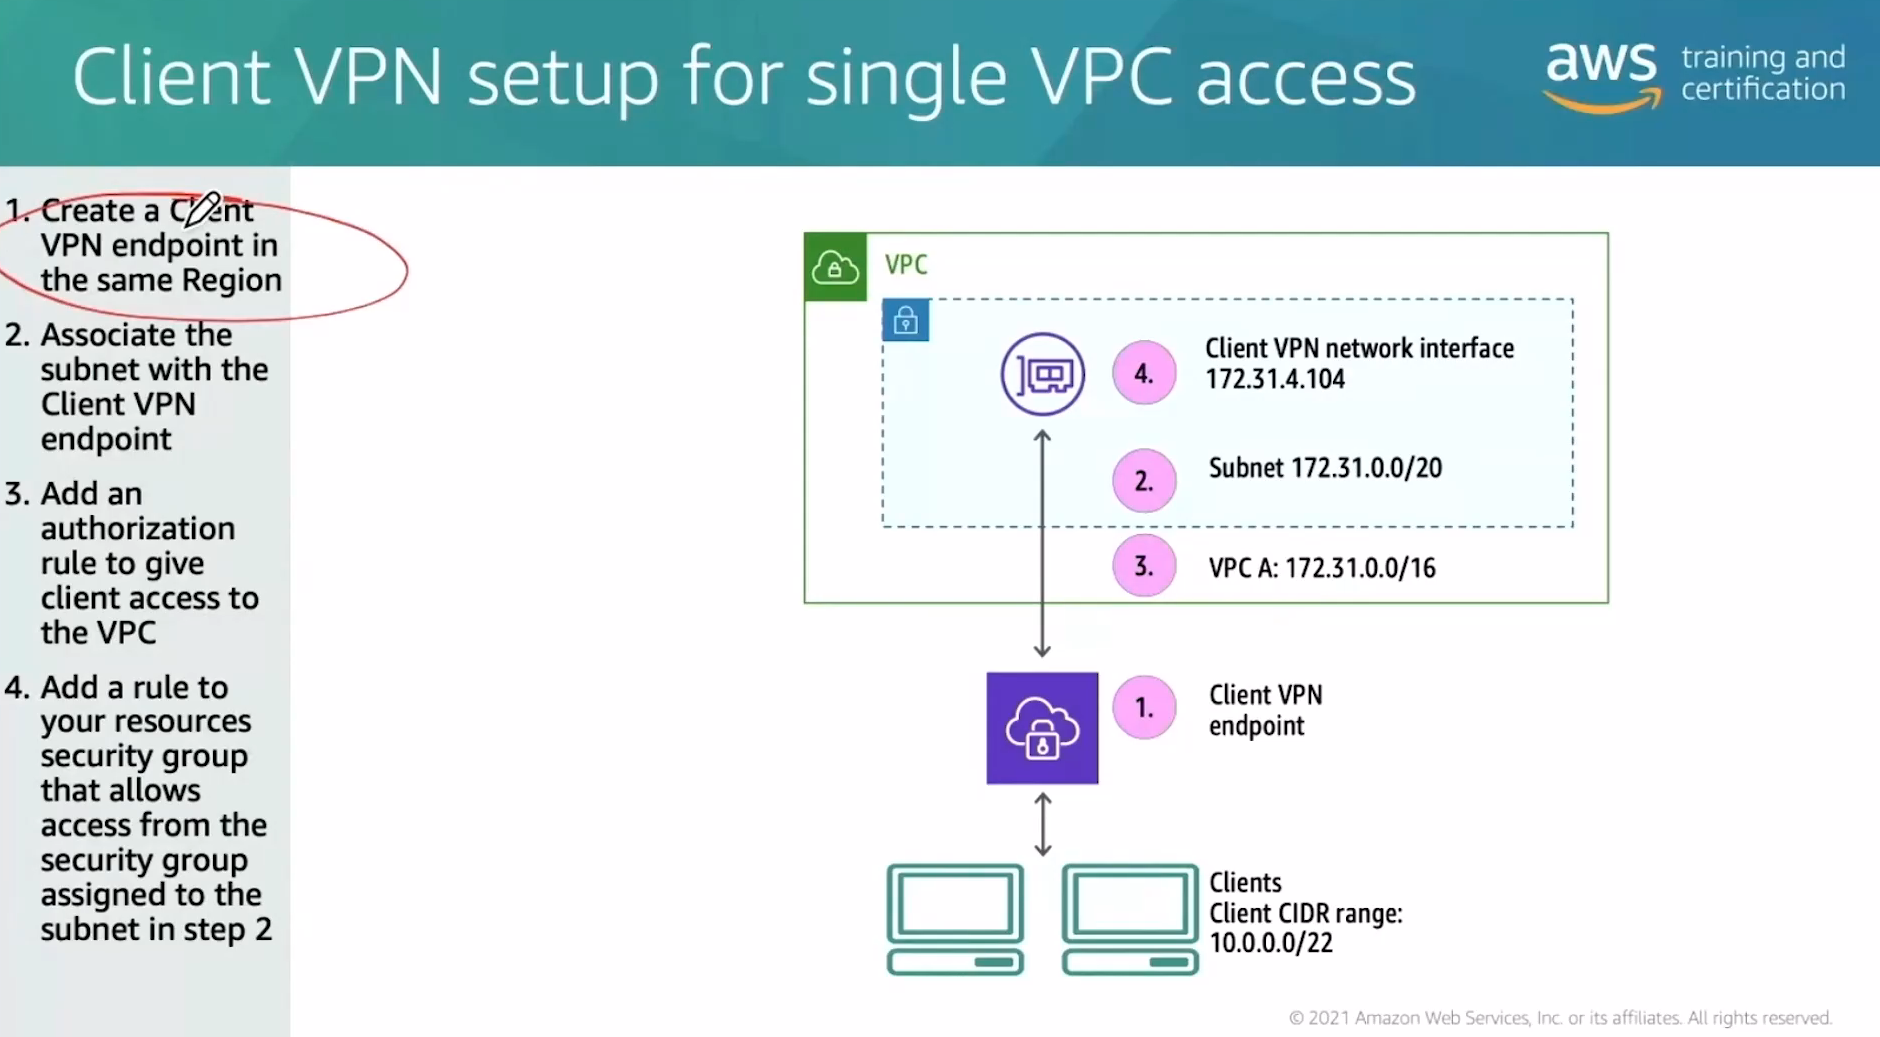 Client VPN setup for single VPC access
aws
training and
certification
1. Create a Client
VPN endpoint in
the same Region
2. Associate the
subnet with the
Client VPN
endpoint
3. Add an
authorization
rule to give
client access to
the VPC
4. Add a rule to
your resources
security group
that allows
access from the
security group
assigned to the
subnet in step 2
VPC
4.
Client VPN network interface
172.31.4.104
2.
Subnet 172.31.0.0/20
3.
VPC A: 172.31.0.0/16
1.
Client VPN
endpoint
Clients
Client CIDR range:
10.0.0.0/22
© 2021 Amazon Web Services, Inc. or its affiliates. All rights reserved.